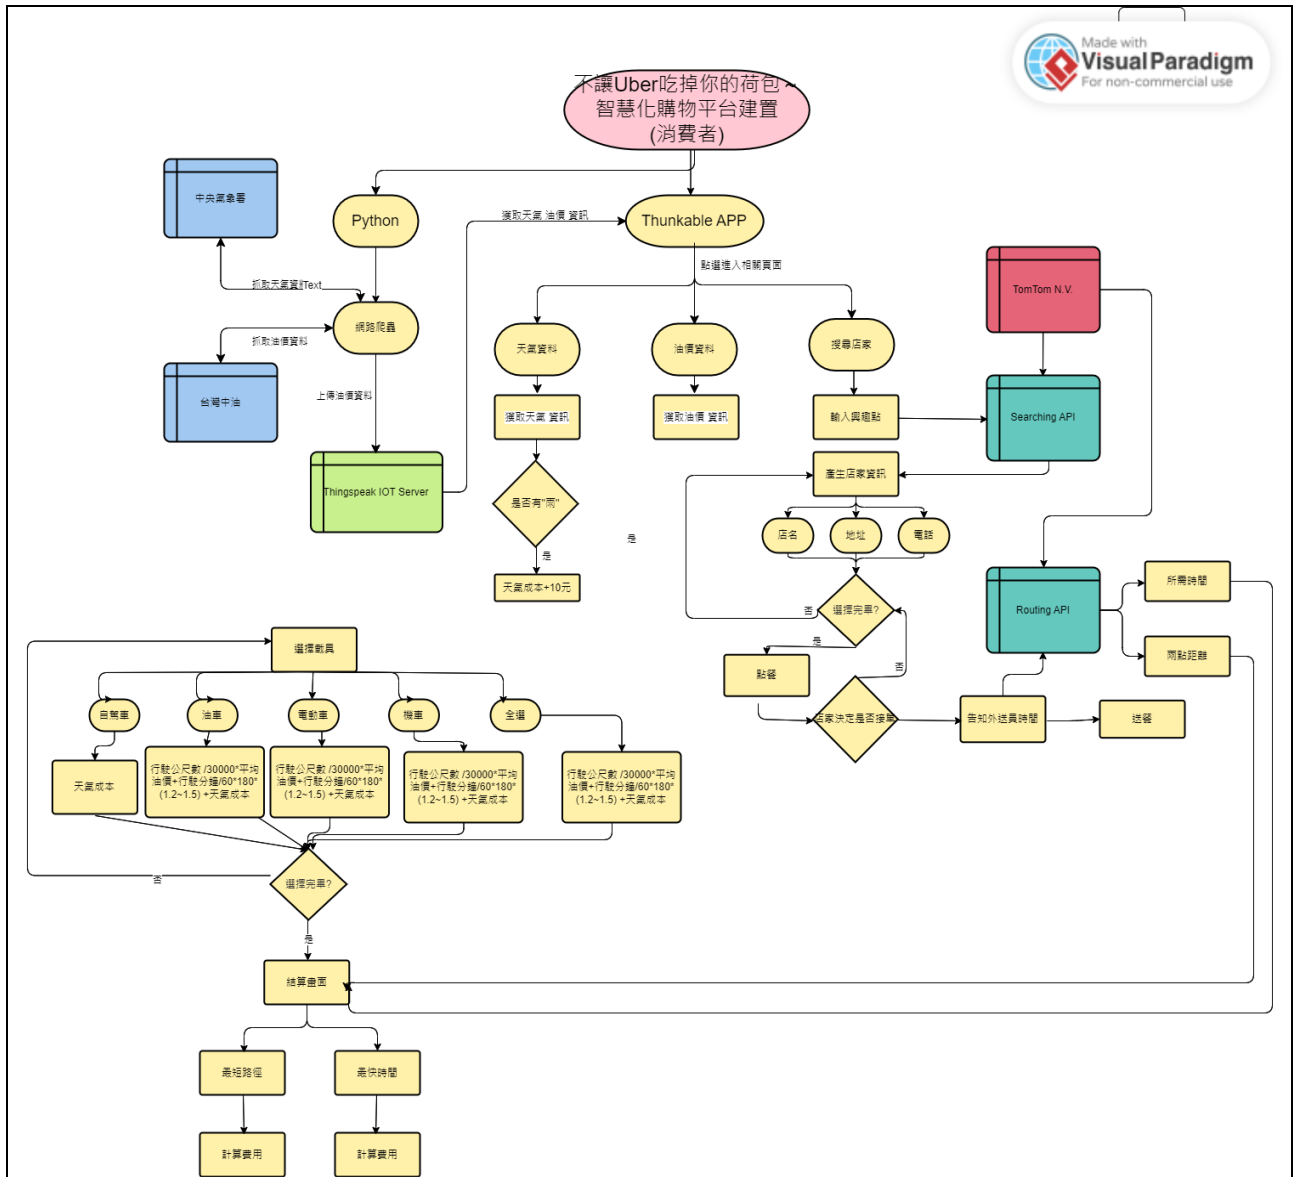 Made with
Visual Paradigm
For non-commercial use
不讓Uber吃掉你的荷包~
智慧化購物平台建置
(消費者)
中央氣象署
Python
獲取天氣 油價 資訊
Thunkable APP
點選進入相關頁面
抓取天氣資料Text
TomTom N.V.
網路爬蟲
抓取油價資料
天氣資料
油價資料
搜尋店家
台灣中油
上傳油價資料
獲取天氣 資訊
獲取油價 資訊
輸入興趣點
Searching API
產生店家資訊
Thingspeak IOT Server
是否有"雨"
是
店名
地址
電話
是
天氣成本+10元
否
選擇完畢?
Routing API
所需時間
是
選擇載具
兩點距離
點餐
否
自駕車
油車
電動車
機車
全選
店家決定是否接單
告知外送員時間
送餐
天氣成本
行駛公尺數 /30000*平均
油價+行駛分鐘/60*180*
(1.2~1.5) +天氣成本
行駛公尺數 /30000*平均
油價+行駛分鐘/60*180*
(1.2~1.5) +天氣成本
行駛公尺數 /30000*平均
油價+行駛分鐘/60*180*
(1.2~1.5) +天氣成本
行駛公尺數 /30000*平均
油價+行駛分鐘/60*180*
(1.2~1.5) +天氣成本
否
選擇完畢?
是
結算畫面
最短路徑
最快時間
計算費用
計算費用